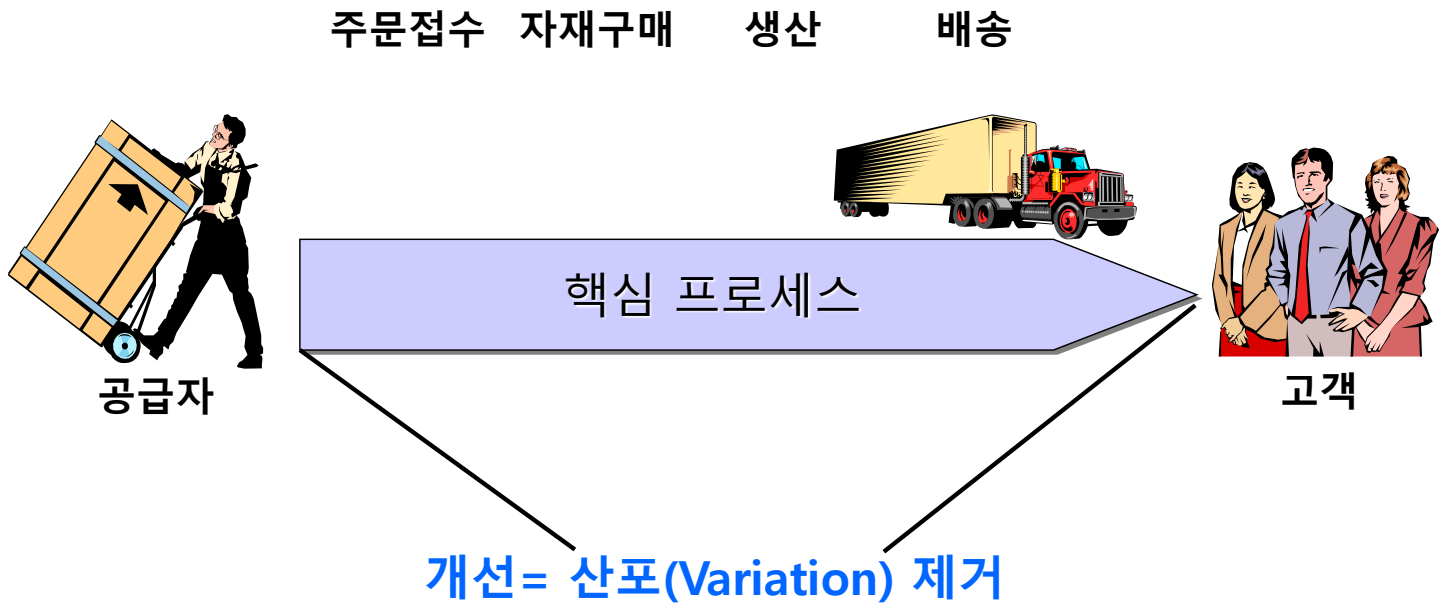 주문접수 자재구매 생산 배송
핵심 프로세스
공급자
고객
개선= 산포(Variation) 제거